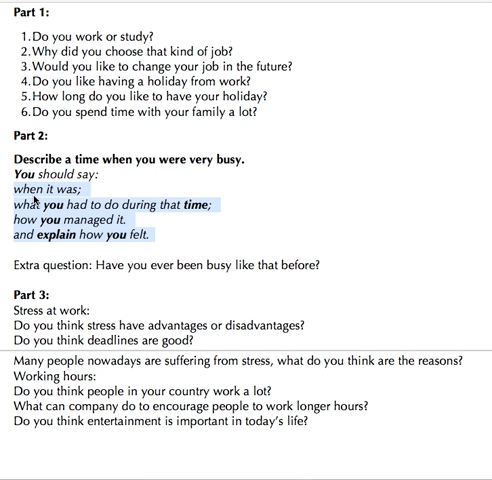 Part 1:
1.Do you work or study?
2.Why did you choose that kind of job?
3.Would you like to change your job in the future?
4.Do you like having a holiday from work?
5.How long do you like to have your holiday?
6.Do you spend time with your family a lot?
Part 2:
Describe a time when you were very busy.
You should say:
when it was;
what you had to do during that time;
how you managed it.
and explain how you felt.
Extra question: Have you ever been busy like that before?
Part 3:
Stress at work:
Do you think stress have advantages or disadvantages?
Do you think deadlines are good?
Many people nowadays are suffering from stress, what do you think are the reasons?
Working hours:
Do you think people in your country work a lot?
What can company do to encourage people to work longer hours?
Do you think entertainment is important in today's life?